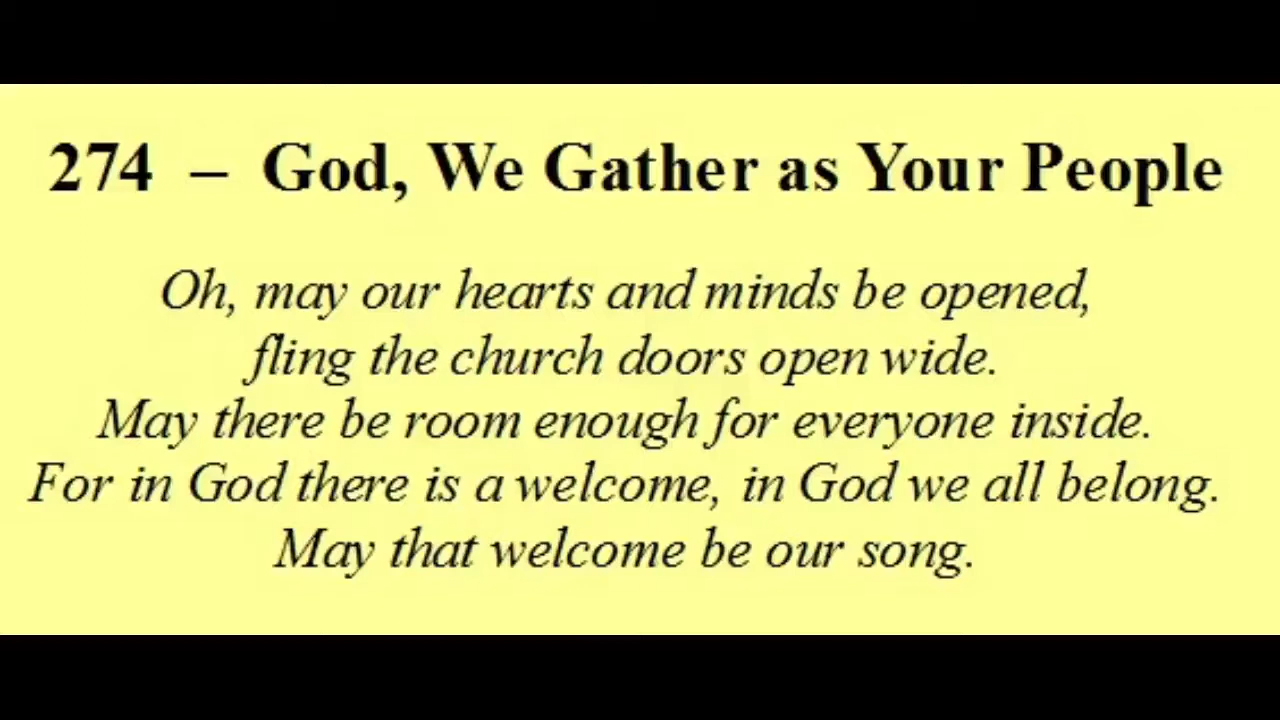 274 – God, We Gather as Your People
Oh, may our hearts and minds be opened,
fling the church doors open wide.
May there be room enough for everyone inside.
For in God there is a welcome, in God we all belong.
May that welcome be our song.